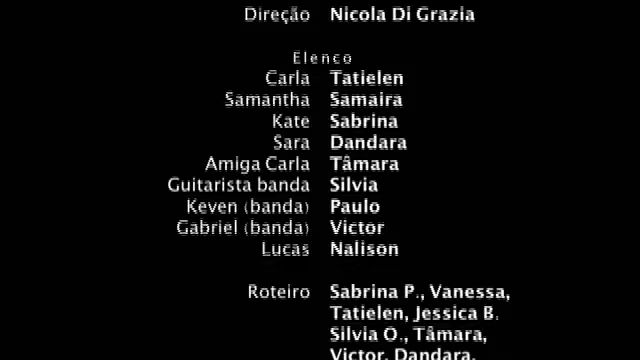 Direção Nicola Di Grazia
Elenco
Carla Tatielen
Samantha Samaira
Kate Sabrina
Sara Dandara
Amiga Carla Tâmara
Guitarista banda Silvia
Keven (banda) Paulo
Gabriel (banda) Victor
Lucas Nalison
Roteiro Sabrina P., Vanessa,
Tatielen, Jessica B.
Silvia O., Tâmara,
Victor, Dandara,